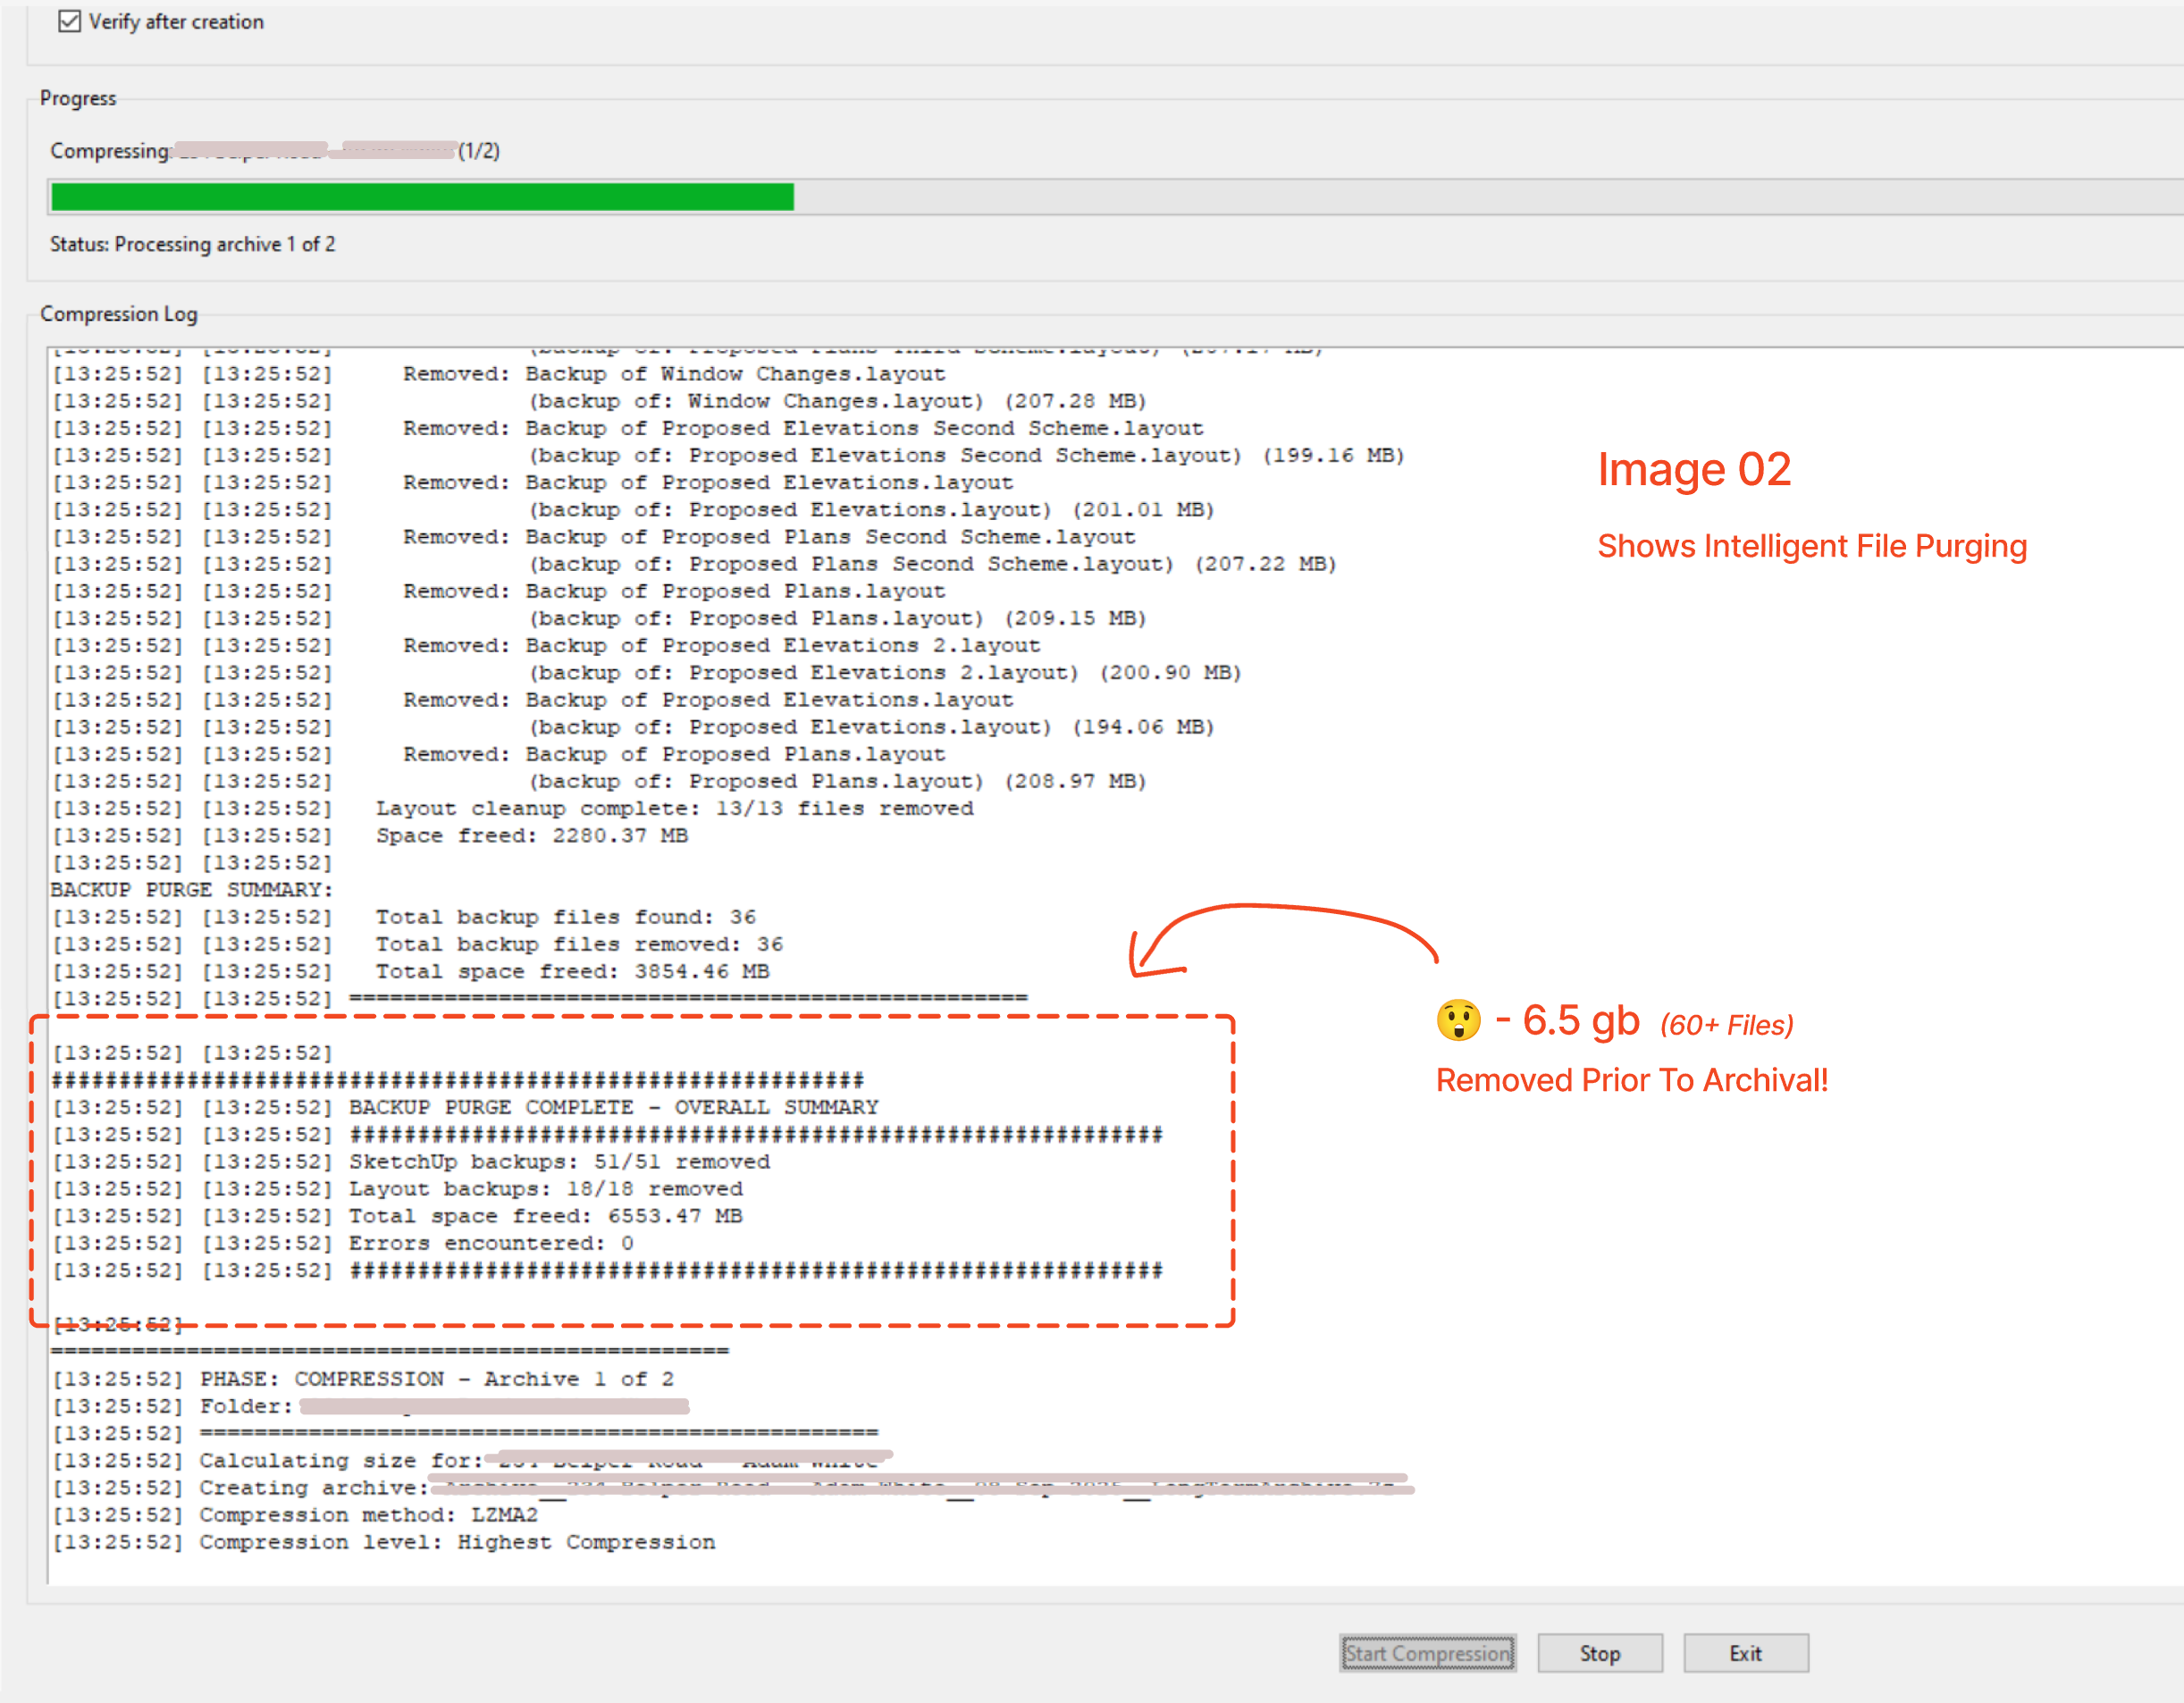 Verify after creation
Progress
Compressing: (1/2)
Status: Processing archive 1 of 2
Compression Log
[13:25:52] [13:25:52] (backup of: Proposed Plans Third Scheme.layout)
[13:25:52] [13:25:52] Removed: Backup of Window Changes.layout
[13:25:52] [13:25:52] (backup of: Window Changes.layout) (207.28 MB)
[13:25:52] [13:25:52] Removed: Backup of Proposed Elevations Second Scheme.layout
[13:25:52] [13:25:52] (backup of: Proposed Elevations Second Scheme.layout) (199.16 MB)
[13:25:52] [13:25:52] Removed: Backup of Proposed Elevations.layout
[13:25:52] [13:25:52] (backup of: Proposed Elevations.layout) (201.01 MB)
[13:25:52] [13:25:52] Removed: Backup of Proposed Plans Second Scheme.layout
[13:25:52] [13:25:52] (backup of: Proposed Plans Second Scheme.layout) (207.22 MB)
[13:25:52] [13:25:52] Removed: Backup of Proposed Plans.layout
[13:25:52] [13:25:52] (backup of: Proposed Plans.layout) (209.15 MB)
[13:25:52] [13:25:52] Removed: Backup of Proposed Elevations 2.layout
[13:25:52] [13:25:52] (backup of: Proposed Elevations 2.layout) (200.90 MB)
[13:25:52] [13:25:52] Removed: Backup of Proposed Elevations.layout
[13:25:52] [13:25:52] (backup of: Proposed Elevations.layout) (194.06 MB)
[13:25:52] [13:25:52] Removed: Backup of Proposed Plans.layout
[13:25:52] [13:25:52] (backup of: Proposed Plans.layout) (208.97 MB)
[13:25:52] [13:25:52] Layout cleanup complete: 13/13 files removed
[13:25:52] [13:25:52] Space freed: 2280.37 MB
[13:25:52] [13:25:52]
BACKUP PURGE SUMMARY:
[13:25:52] [13:25:52] Total backup files found: 36
[13:25:52] [13:25:52] Total backup files removed: 36
[13:25:52] [13:25:52] Total space freed: 3854.46 MB
[13:25:52] [13:25:52] ==================================================
[13:25:52] [13:25:52]
############################################################
[13:25:52] [13:25:52] BACKUP PURGE COMPLETE - OVERALL SUMMARY
[13:25:52] [13:25:52] ############################################################
[13:25:52] [13:25:52] SketchUp backups: 51/51 removed
[13:25:52] [13:25:52] Layout backups: 18/18 removed
[13:25:52] [13:25:52] Total space freed: 6553.47 MB
[13:25:52] [13:25:52] Errors encountered: 0
[13:25:52] [13:25:52] ############################################################
[13:25:52]
==================================================
[13:25:52] PHASE: COMPRESSION - Archive 1 of 2
[13:25:52] Folder:
[13:25:52] ==================================================
[13:25:52] Calculating size for:
[13:25:52] Creating archive:
[13:25:52] Compression method: LZMA2
[13:25:52] Compression level: Highest Compression
Image 02
Shows Intelligent File Purging
😲 - 6.5 gb (60+ Files)
Removed Prior To Archival!
Start Compression
Stop
Exit